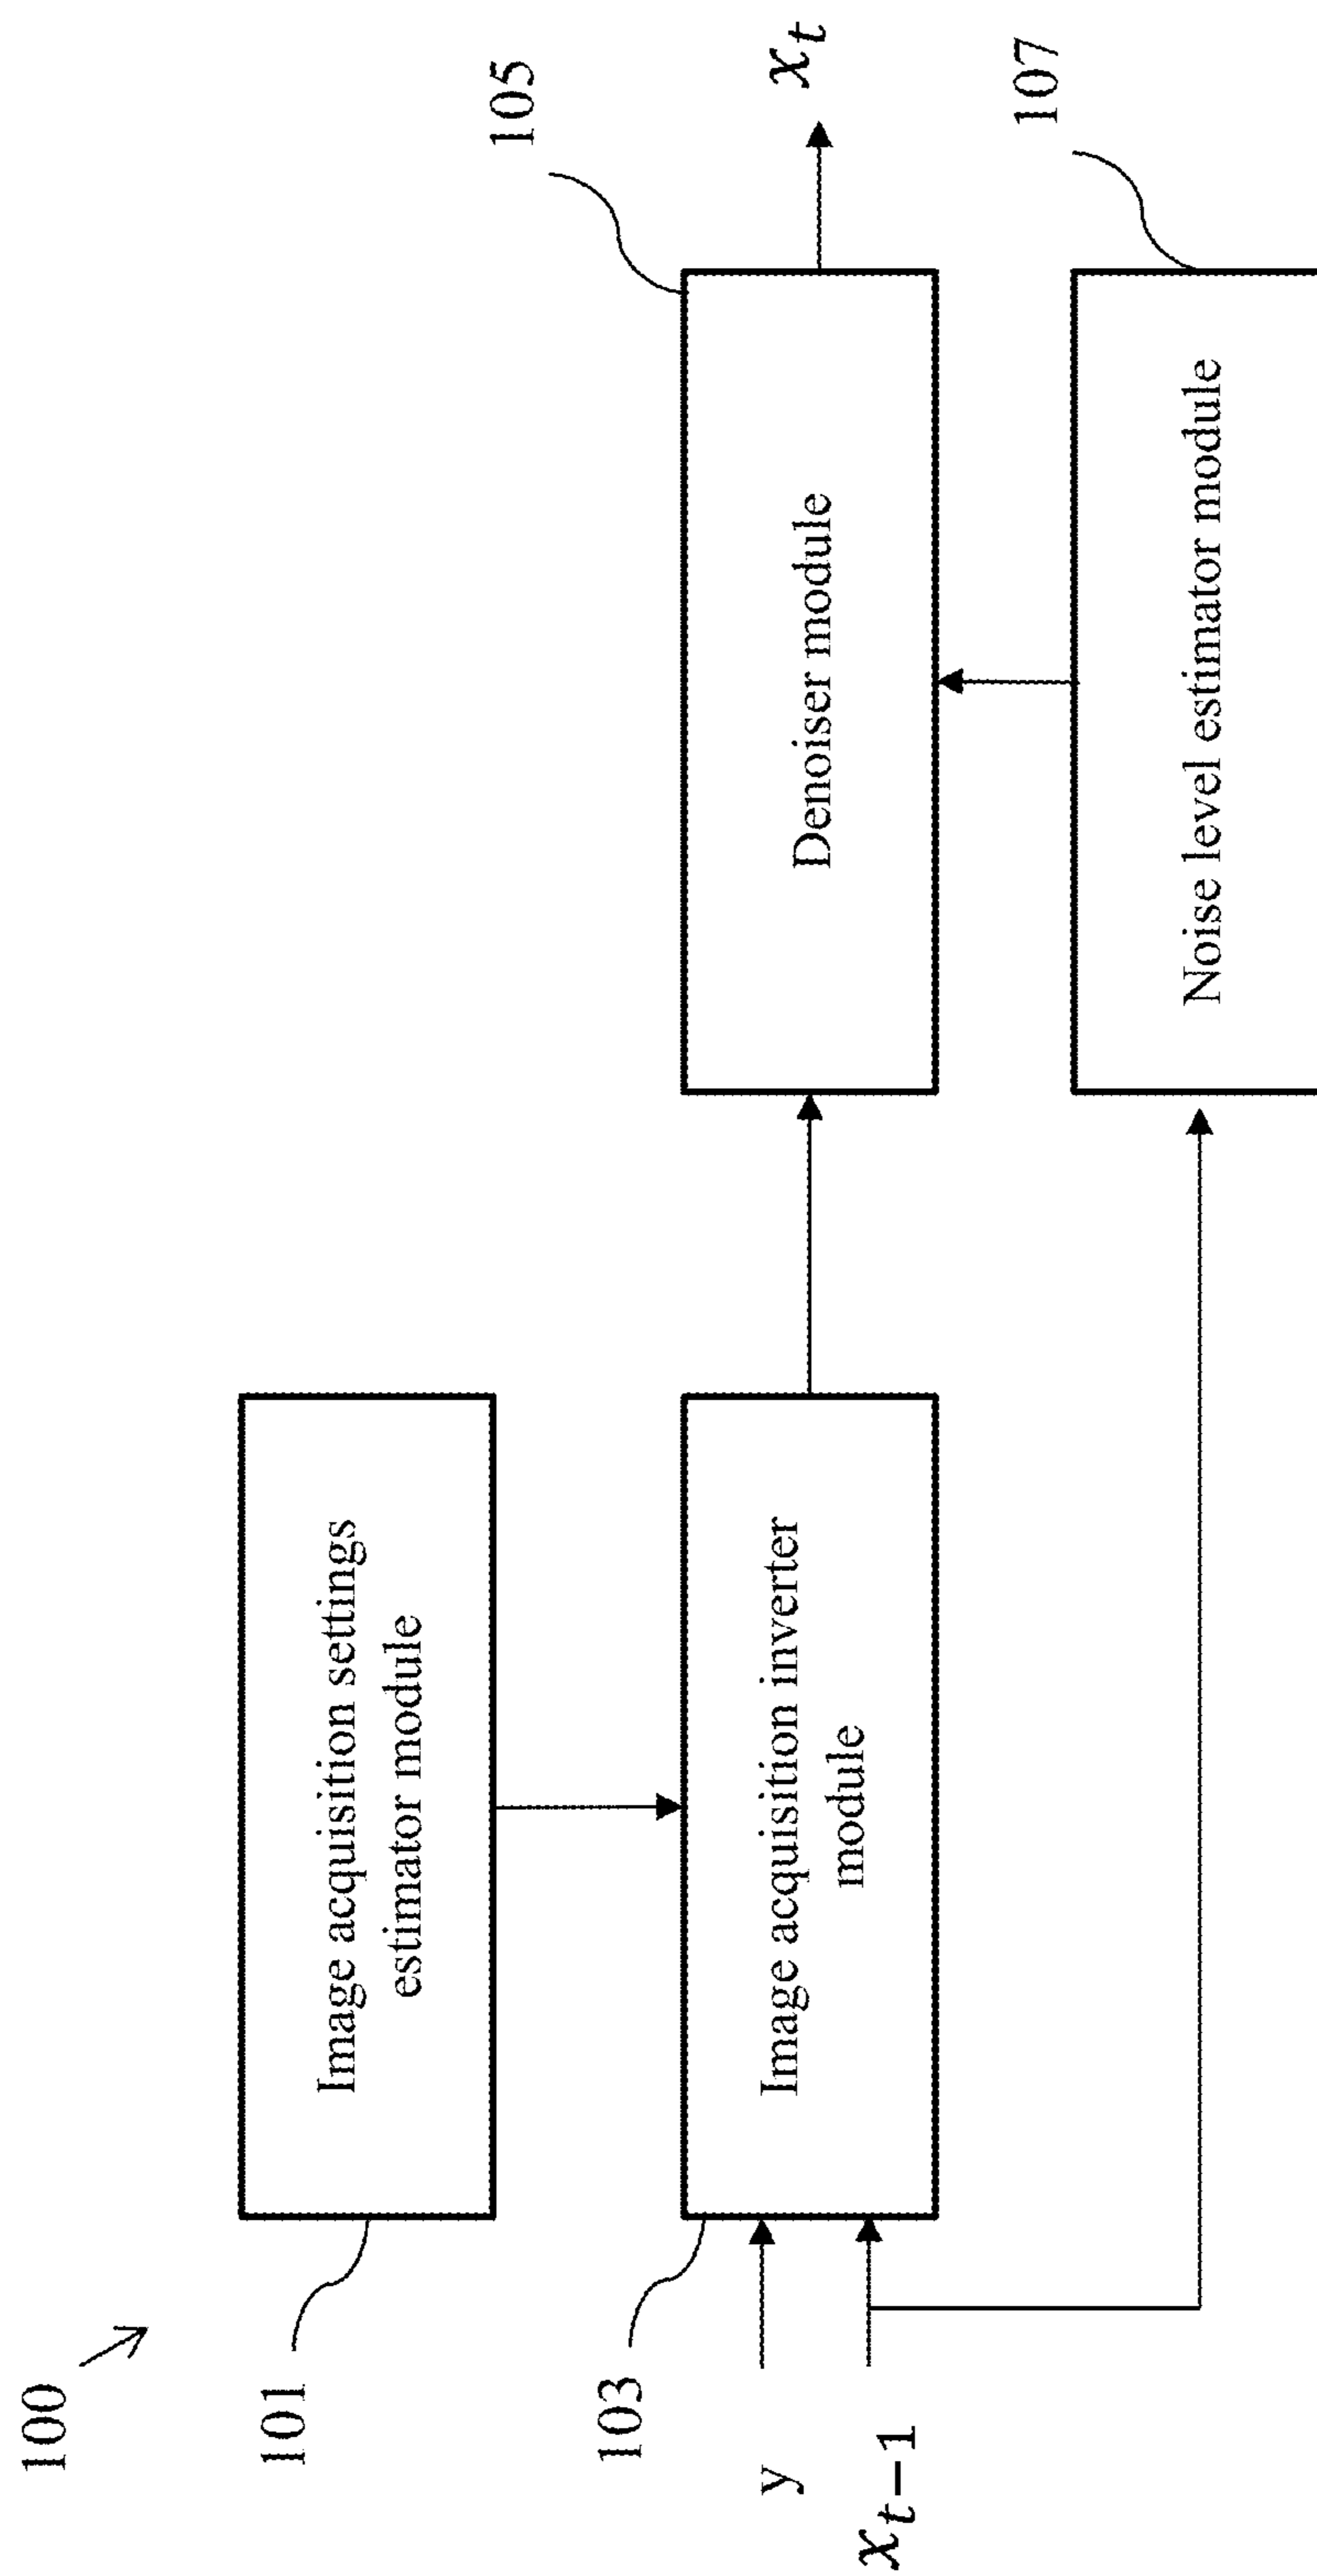 100
101
Image acquisition settings
estimator module
103
Image acquisition inverter
module
y
x_{t-1}
105
Denoiser module
x_t
107
Noise level estimator module